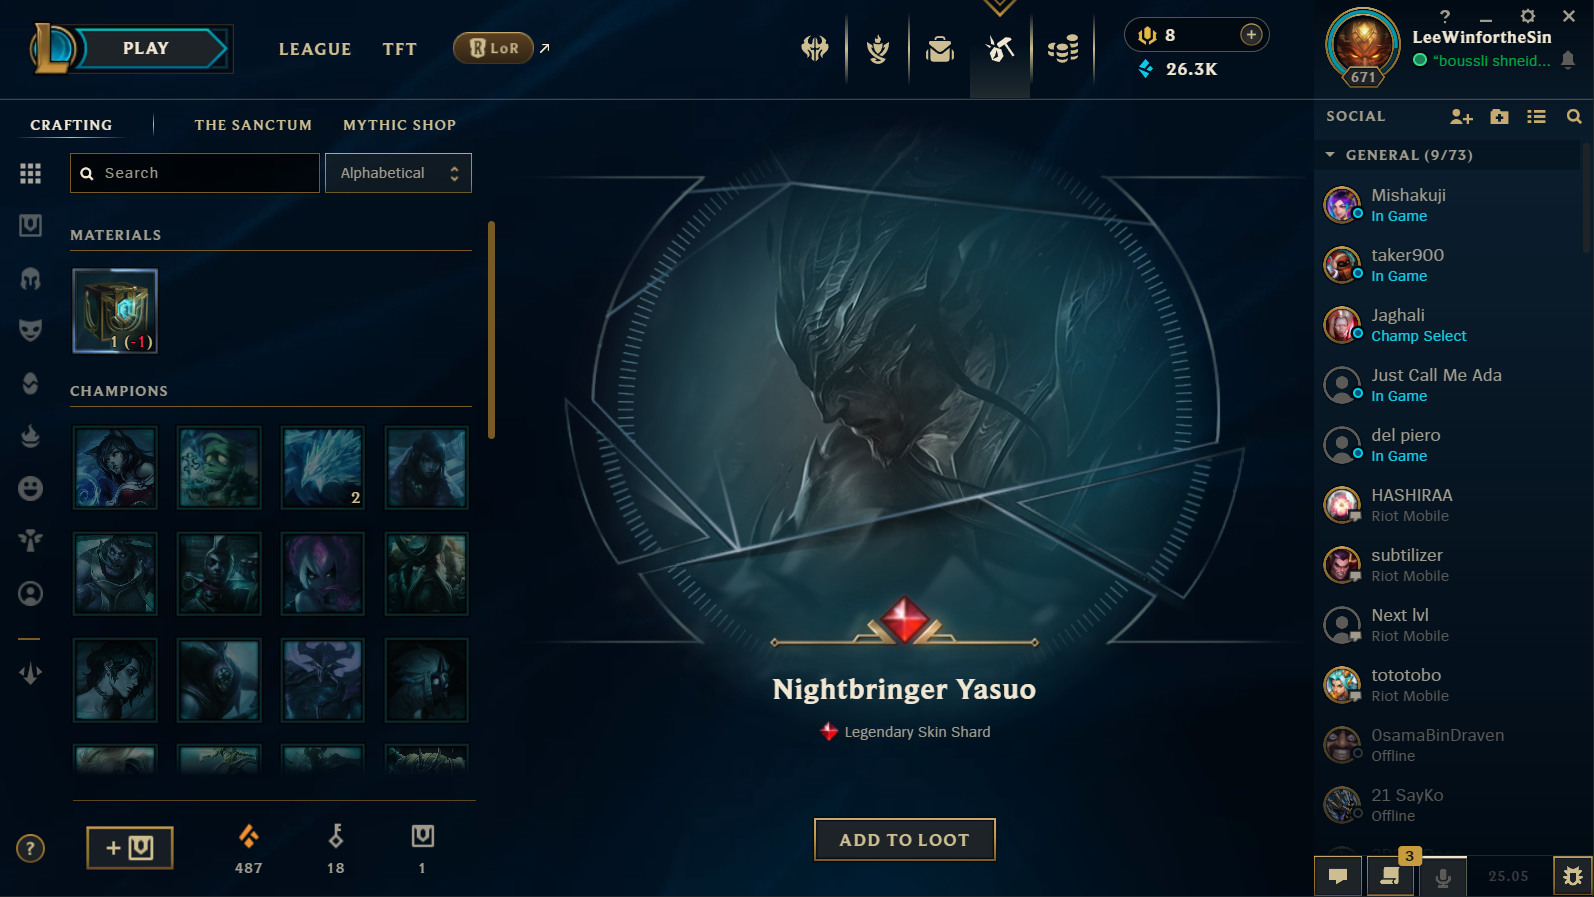 PLAY
LEAGUE
TFT
LoR
8
26.3K
?
LeeWinfortheSin
"boussli shneid...
671
CRAFTING
THE SANCTUM
MYTHIC SHOP
Search
Alphabetical
MATERIALS
1 (-1)
CHAMPIONS
2
Nightbringer Yasuo
Legendary Skin Shard
ADD TO LOOT
?
487
18
1
SOCIAL
GENERAL (9/73)
Mishakuji
In Game
taker900
In Game
Jaghali
Champ Select
Just Call Me Ada
In Game
del piero
In Game
HASHIRAA
Riot Mobile
subtilizer
Riot Mobile
Next lvl
Riot Mobile
tototobo
Riot Mobile
OsamaBinDraven
Offline
21 SayKo
Offline
3
25.05